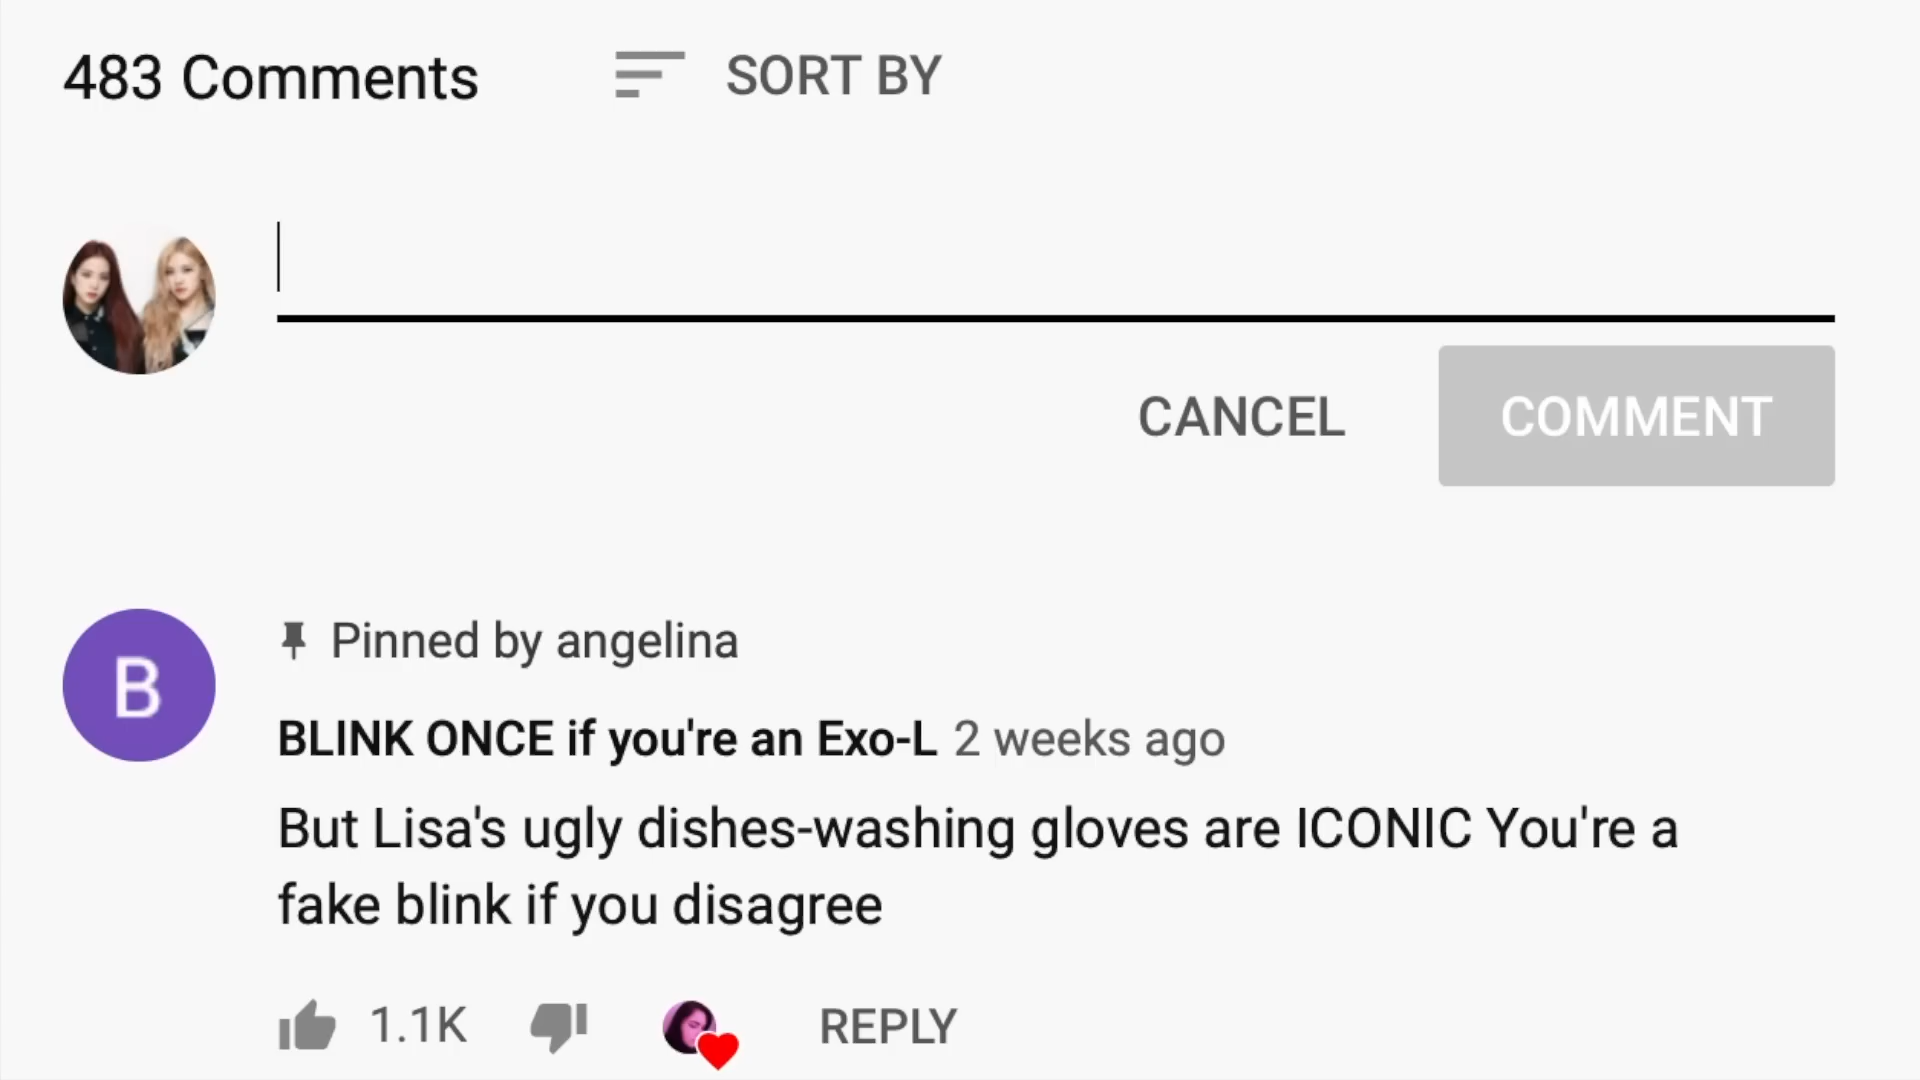 483 Comments
SORT BY
CANCEL
COMMENT
B
Pinned by angelina
BLINK ONCE if you're an Exo-L 2 weeks ago
But Lisa's ugly dishes-washing gloves are ICONIC You're a
fake blink if you disagree
1.1K
REPLY